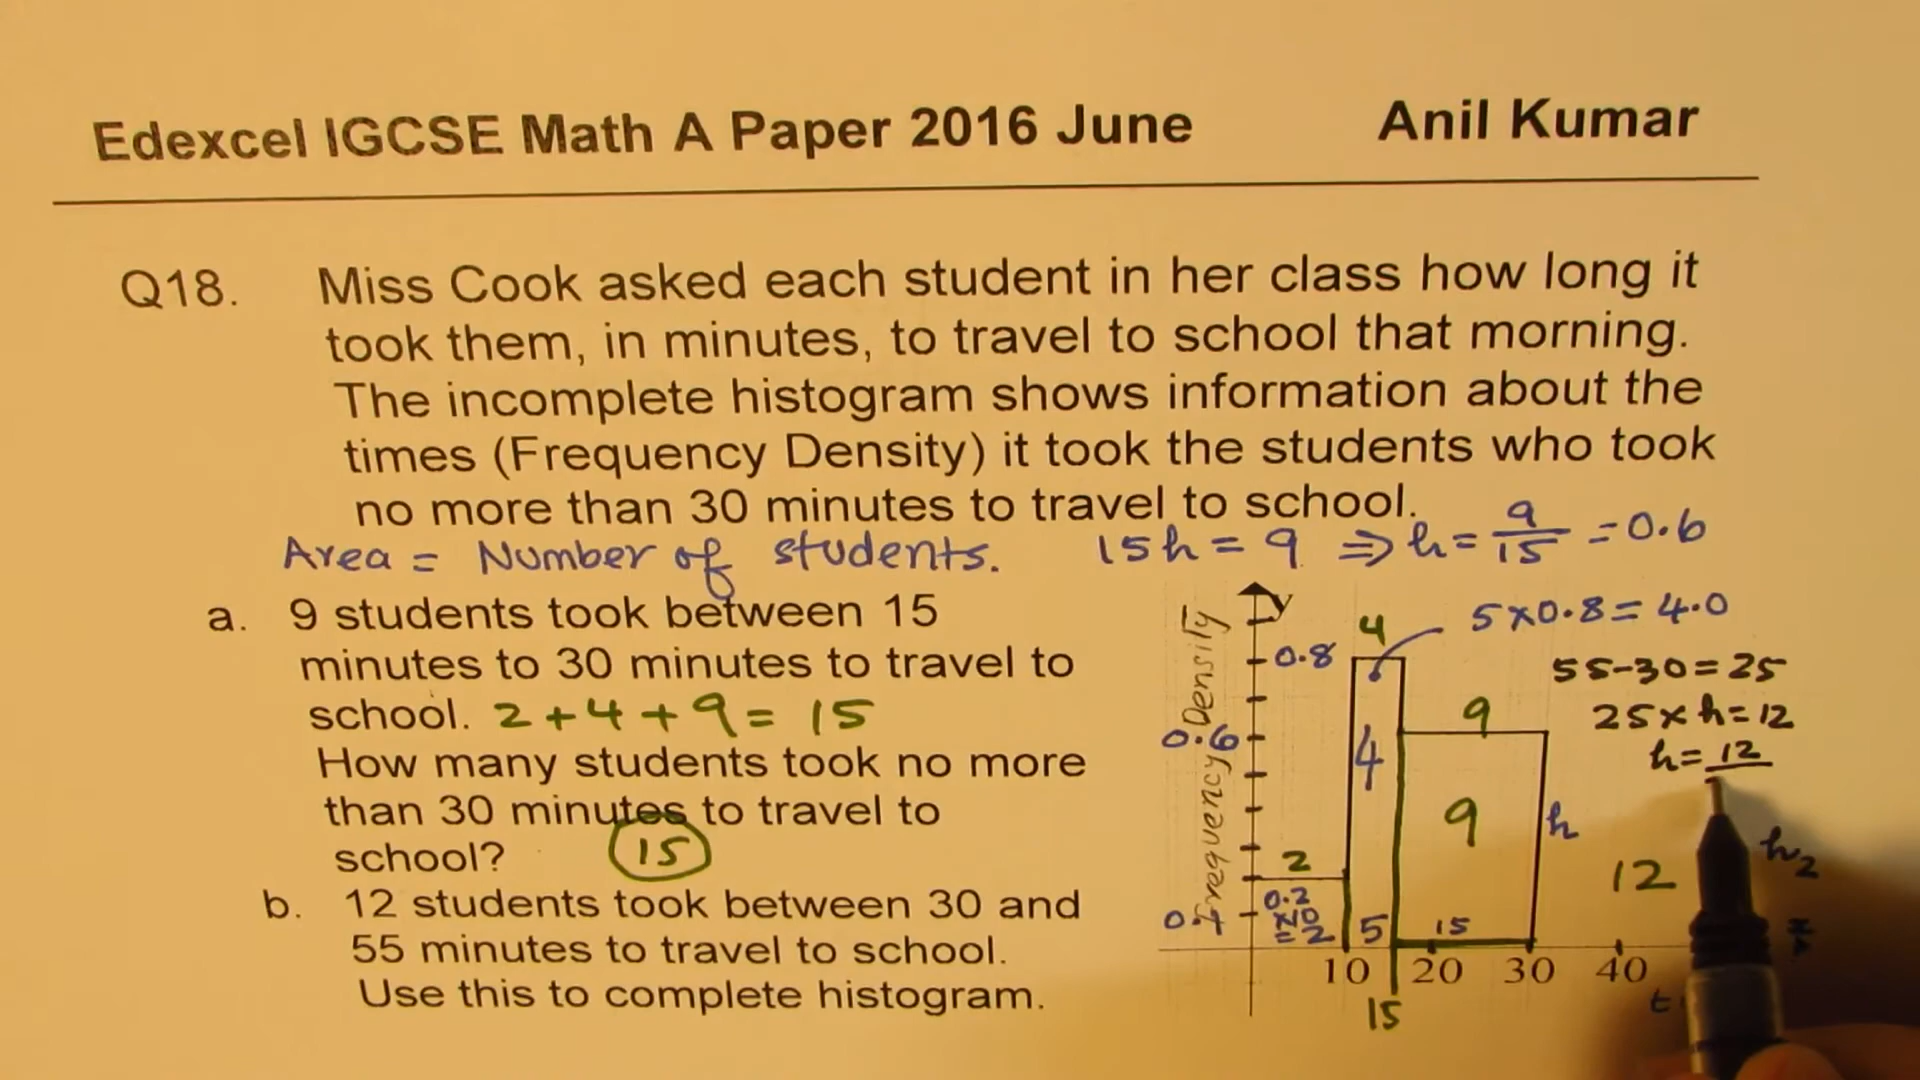 Edexcel IGCSE Math A Paper 2016 June Anil Kumar
Q18. Miss Cook asked each student in her class how long it
took them, in minutes, to travel to school that morning.
The incomplete histogram shows information about the
times (Frequency Density) it took the students who took
no more than 30 minutes to travel to school.
Area = Number of students. 15h = 9 ⇒ h = 9/15 = 0.6
a. 9 students took between 15
minutes to 30 minutes to travel to
school. 2 + 4 + 9 = 15
How many students took no more
than 30 minutes to travel to
school? 15
b. 12 students took between 30 and
55 minutes to travel to school.
Use this to complete histogram.
Frequency Density
y
4
5×0.8 = 4.0
0.8
55-30 = 25
25×h = 12
h = 12
9
0.6
4
9
h
h2
12
2
0.2
×10
= 2
5
15
10 20 30 40
15